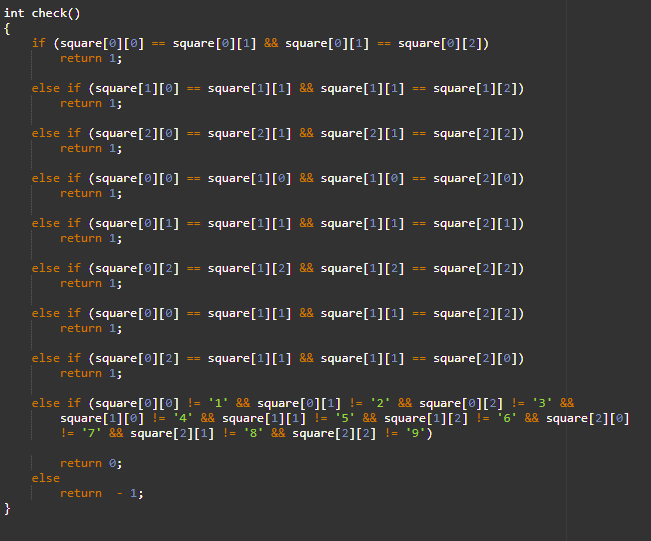 int check()
{
    if (square[0][0] == square[0][1] && square[0][1] == square[0][2])
        return 1;
    else if (square[1][0] == square[1][1] && square[1][1] == square[1][2])
        return 1;
    else if (square[2][0] == square[2][1] && square[2][1] == square[2][2])
        return 1;
    else if (square[0][0] == square[1][0] && square[1][0] == square[2][0])
        return 1;
    else if (square[0][1] == square[1][1] && square[1][1] == square[2][1])
        return 1;
    else if (square[0][2] == square[1][2] && square[1][2] == square[2][2])
        return 1;
    else if (square[0][0] == square[1][1] && square[1][1] == square[2][2])
        return 1;
    else if (square[0][2] == square[1][1] && square[1][1] == square[2][0])
        return 1;
    else if (square[0][0] != '1' && square[0][1] != '2' && square[0][2] != '3' &&
        square[1][0] != '4' && square[1][1] != '5' && square[1][2] != '6' && square[2][0]
        != '7' && square[2][1] != '8' && square[2][2] != '9')
        return 0;
    else
        return  - 1;
}